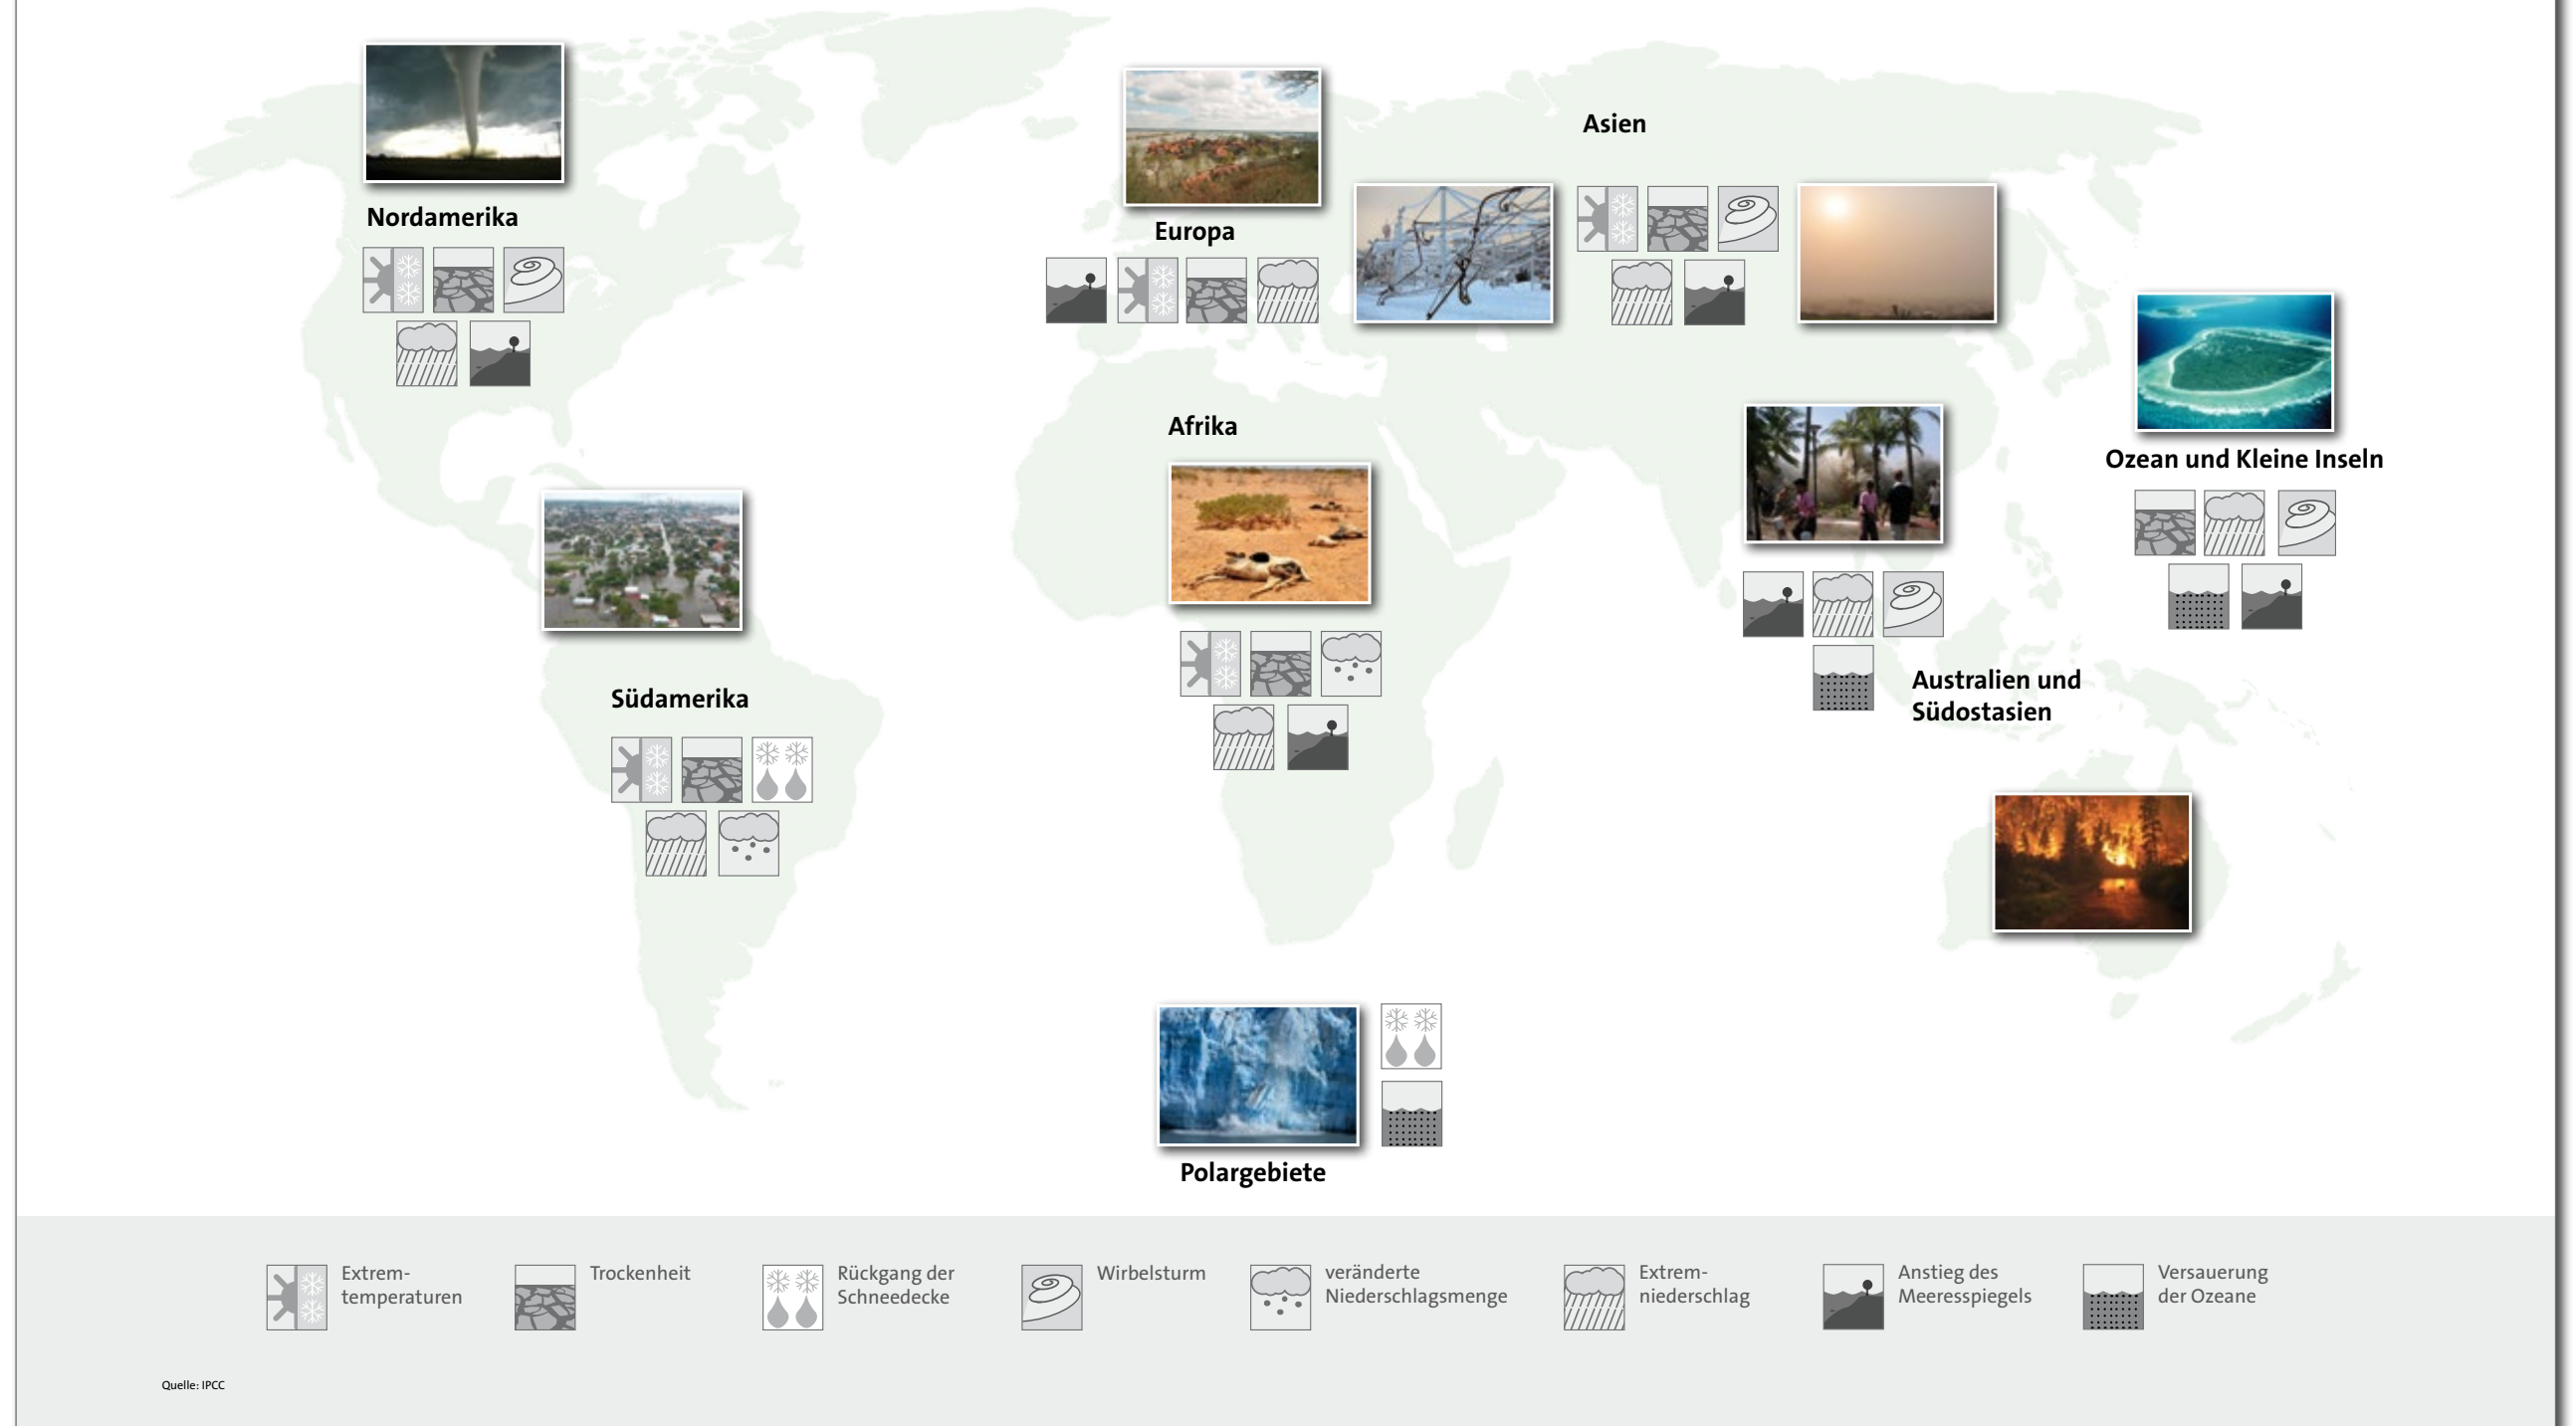 Nordamerika
Europa
Asien
Afrika
Ozean und Kleine Inseln
Südamerika
Australien und
Südostasien
Polargebiete
Extrem-
temperaturen
Trockenheit
Rückgang der
Schneedecke
Wirbelsturm
veränderte
Niederschlagsmenge
Extrem-
niederschlag
Anstieg des
Meeresspiegels
Versauerung
der Ozeane
Quelle: IPCC